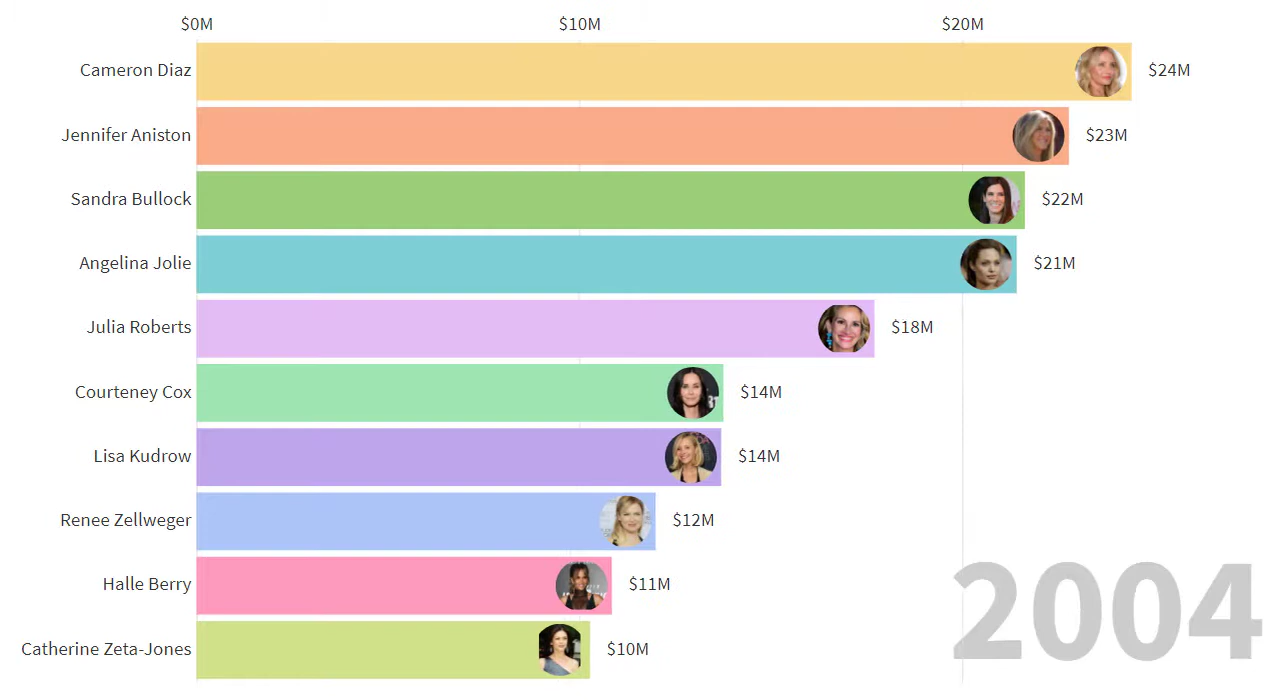 $0M $10M $20M
Cameron Diaz $24M
Jennifer Aniston $23M
Sandra Bullock $22M
Angelina Jolie $21M
Julia Roberts $18M
Courteney Cox $14M
Lisa Kudrow $14M
Renee Zellweger $12M
Halle Berry $11M
Catherine Zeta-Jones $10M
2004